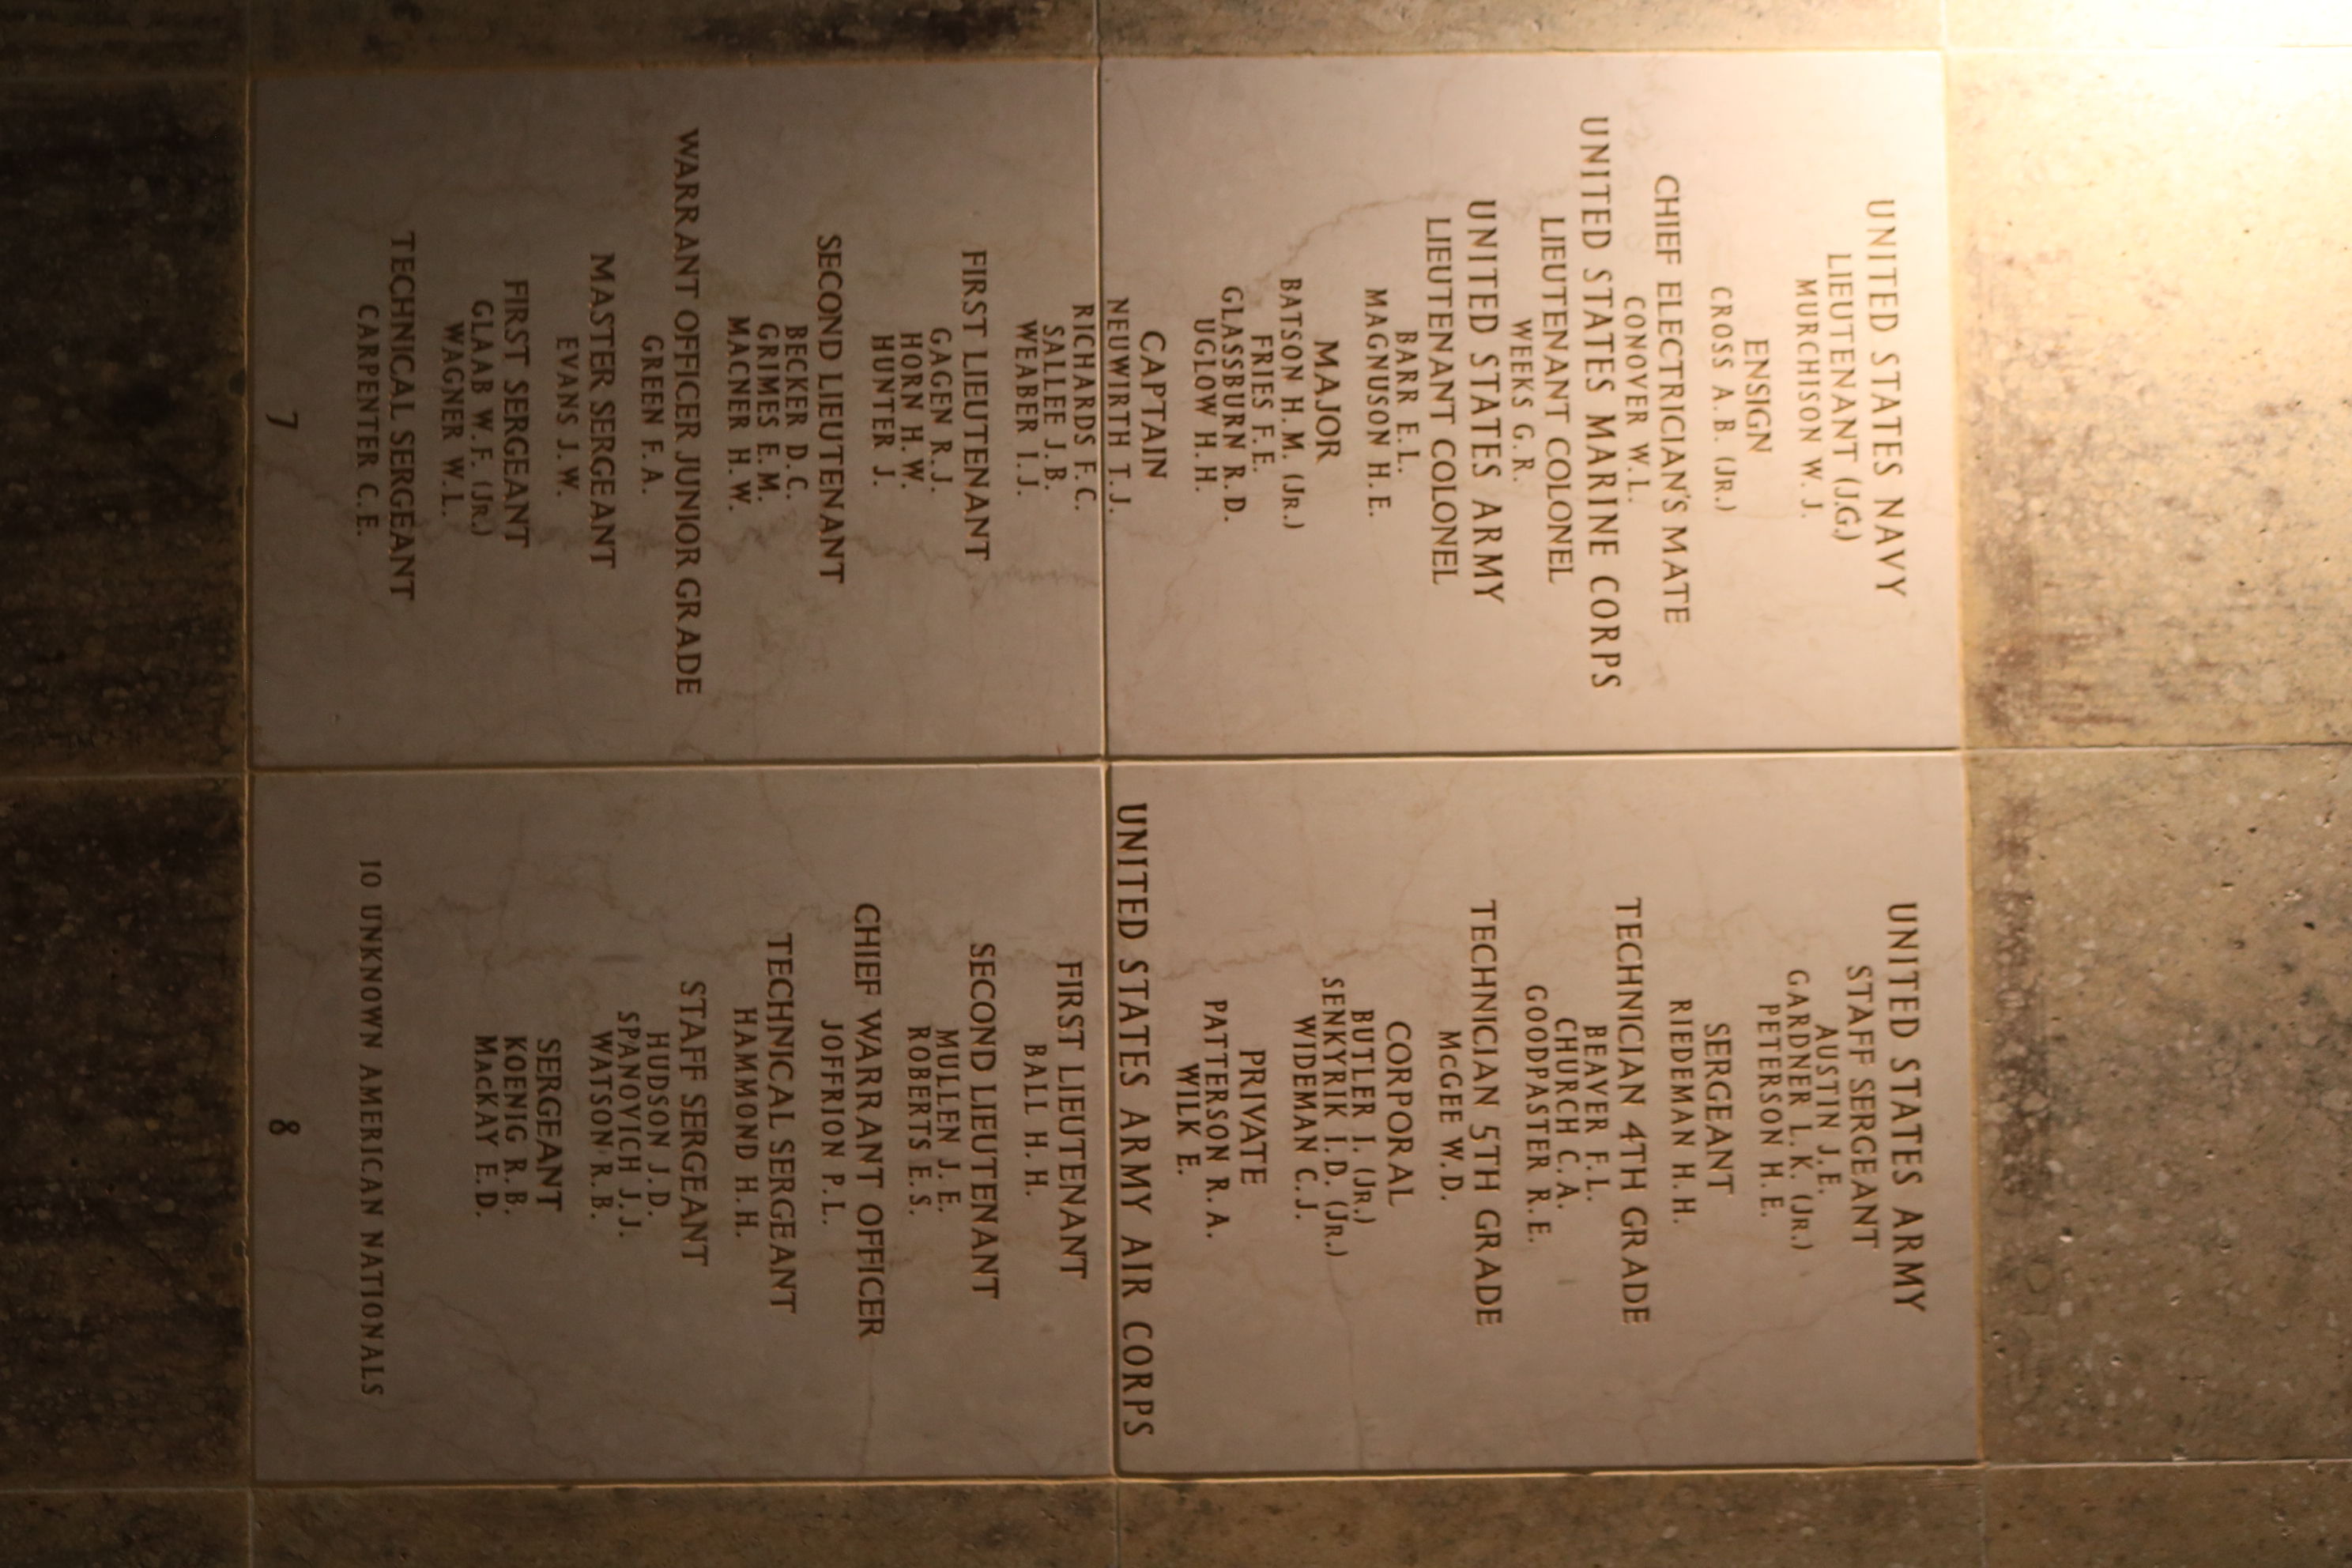 UNITED STATES NAVY
LIEUTENANT (J.G.)
MURCHISON W. J.
ENSIGN
CROSS A. B. (JR.)
CHIEF ELECTRICIAN'S MATE
CONOVER W. L.
UNITED STATES MARINE CORPS
LIEUTENANT COLONEL
WEEKS G. R.
UNITED STATES ARMY
LIEUTENANT COLONEL
BARR E. L.
MAGNUSON H. E.
MAJOR
BATSON H. M. (JR.)
FRIES F. E.
GLASSBURN R. D.
UGLOW H. H.
CAPTAIN
NEUWIRTH T. J.
RICHARDS F. C.
SALLEE J. B.
WEABER I. J.
FIRST LIEUTENANT
GAGEN R. J.
HORN H. W.
HUNTER J.
SECOND LIEUTENANT
BECKER D. C.
GRIMES E. M.
MACNER H. W.
WARRANT OFFICER JUNIOR GRADE
GREEN F. A.
MASTER SERGEANT
EVANS J. W.
FIRST SERGEANT
GLAAB W. F. (JR.)
WAGNER W. L.
TECHNICAL SERGEANT
CARPENTER C. E.
7
UNITED STATES ARMY
STAFF SERGEANT
AUSTIN J. E.
GARDNER L. K. (JR.)
PETERSON H. E.
SERGEANT
RIEDEMAN H. H.
TECHNICIAN 4TH GRADE
BEAVER F. L.
CHURCH C. A.
GOODPASTER R. E.
TECHNICIAN 5TH GRADE
McGEE W. D.
CORPORAL
BUTLER I. (JR.)
SENKYRIK I. D. (JR.)
WIDEMAN C. J.
PRIVATE
PATTERSON R. A.
WILK E.
UNITED STATES ARMY AIR CORPS
FIRST LIEUTENANT
BALL H. H.
SECOND LIEUTENANT
MULLEN J. E.
ROBERTS E. S.
CHIEF WARRANT OFFICER
JOFFRION P. L.
TECHNICAL SERGEANT
HAMMOND H. H.
STAFF SERGEANT
HUDSON J. D.
SPANOVICH J. J.
WATSON R. B.
SERGEANT
KOENIG R. B.
MacKAY E. D.
10 UNKNOWN AMERICAN NATIONALS
8